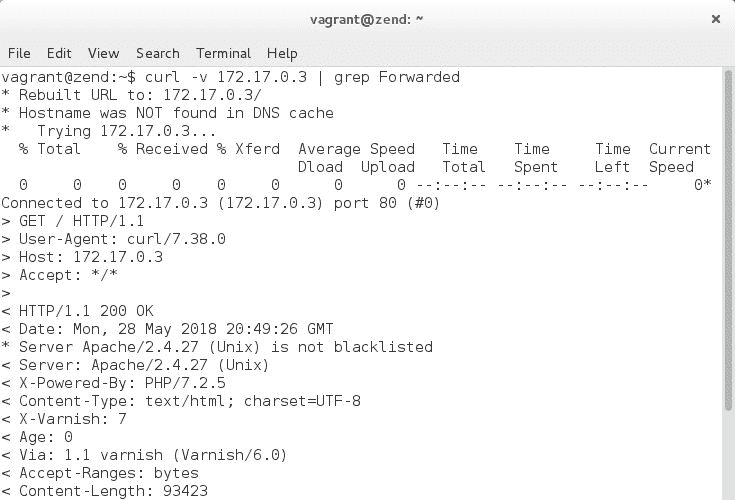 vagrant@zend: ~ ×
File Edit View Search Terminal Help
vagrant@zend:~$ curl -v 172.17.0.3 | grep Forwarded
* Rebuilt URL to: 172.17.0.3/
* Hostname was NOT found in DNS cache
*   Trying 172.17.0.3...
  % Total    % Received % Xferd  Average Speed   Time    Time     Time  Current
                                 Dload  Upload   Total   Spent    Left  Speed
  0     0    0     0    0     0      0      0 --:--:-- --:--:-- --:--:--     0*
Connected to 172.17.0.3 (172.17.0.3) port 80 (#0)
> GET / HTTP/1.1
> User-Agent: curl/7.38.0
> Host: 172.17.0.3
> Accept: */*
>
< HTTP/1.1 200 OK
< Date: Mon, 28 May 2018 20:49:26 GMT
* Server Apache/2.4.27 (Unix) is not blacklisted
< Server: Apache/2.4.27 (Unix)
< X-Powered-By: PHP/7.2.5
< Content-Type: text/html; charset=UTF-8
< X-Varnish: 7
< Age: 0
< Via: 1.1 varnish (Varnish/6.0)
< Accept-Ranges: bytes
< Content-Length: 93423